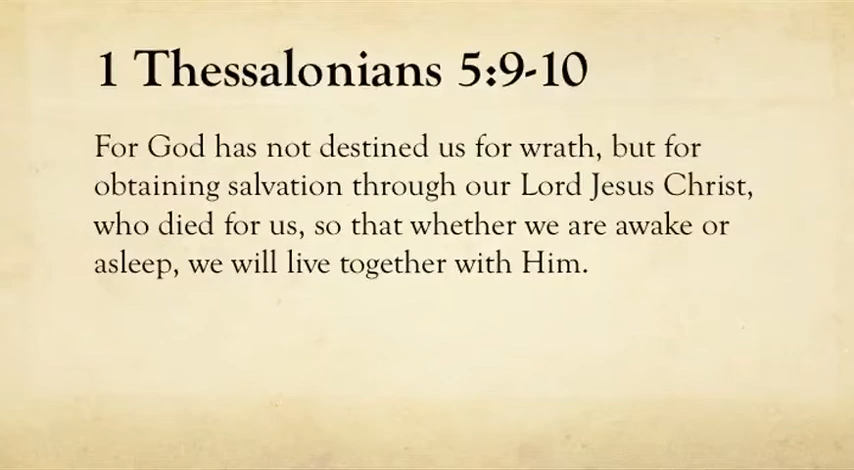 1 Thessalonians 5:9-10
For God has not destined us for wrath, but for
obtaining salvation through our Lord Jesus Christ,
who died for us, so that whether we are awake or
asleep, we will live together with Him.